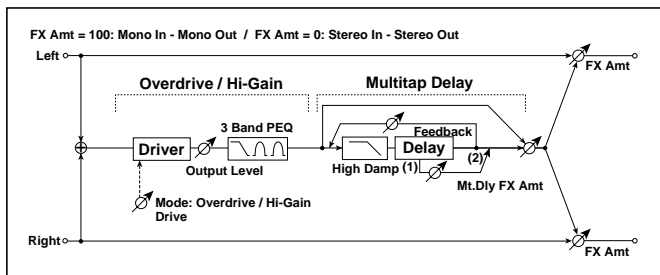 FX Amt = 100: Mono In - Mono Out / FX Amt = 0: Stereo In - Stereo Out
Left
FX Amt
Overdrive / Hi-Gain
Multitap Delay
3 Band PEQ
Feedback
Driver
Delay
Output Level
High Damp
(1)
(2)
Mt.Dly FX Amt
Mode: Overdrive / Hi-Gain
Drive
Right
FX Amt